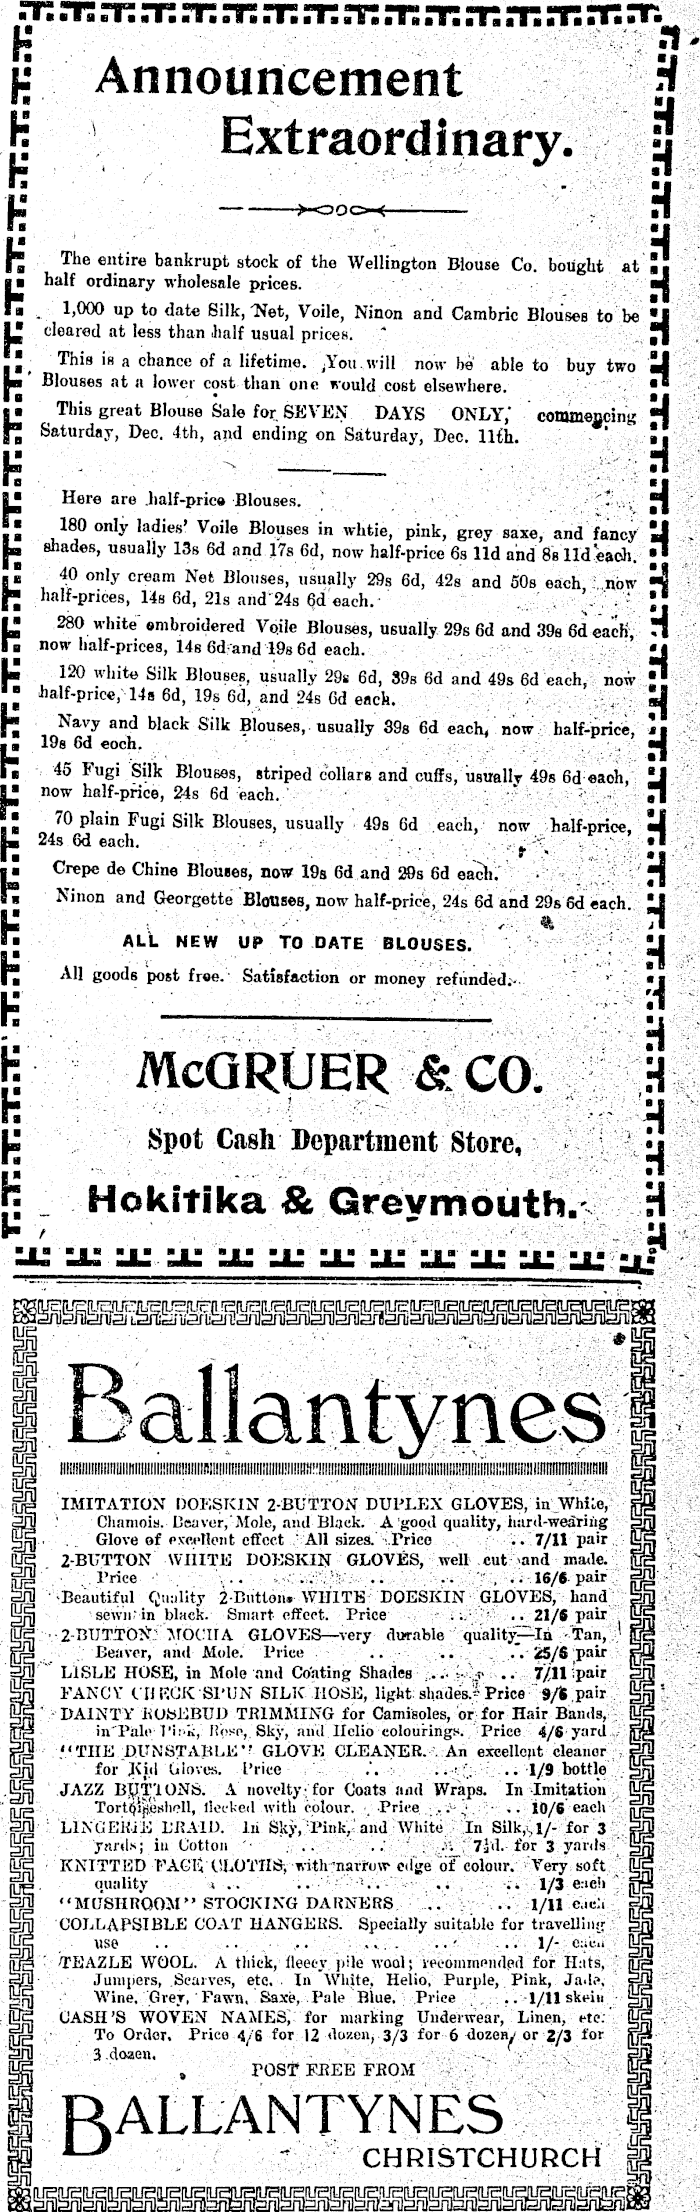 Announcement
Extraordinary.
The entire bankrupt stock of the Wellington Blouse Co. bought at
half ordinary wholesale prices.
1,000 up to date Silk, Net, Voile, Ninon and Cambric Blouses to be
cleared at less than half usual prices.
This is a chance of a lifetime. You will now be able to buy two
Blouses at a lower cost than one would cost elsewhere.
This great Blouse Sale for SEVEN DAYS ONLY, commencing
Saturday, Dec. 4th, and ending on Saturday, Dec. 11th.
Here are half-price Blouses.
180 only ladies' Voile Blouses in whtie, pink, grey saxe, and fancy
shades, usually 13s 6d and 17s 6d, now half-price 6s 11d and 8s 11d each.
40 only cream Net Blouses, usually 29s 6d, 42s and 50s each, now
half-prices, 14s 6d, 21s and 24s 6d each.
280 white embroidered Voile Blouses, usually 29s 6d and 39s 6d each,
now half-prices, 14s 6d and 19s 6d each.
120 white Silk Blouses, usually 29s 6d, 39s 6d and 49s 6d each, now
half-price, 14s 6d, 19s 6d, and 24s 6d each.
Navy and black Silk Blouses, usually 39s 6d each, now half-price,
19s 6d eoch.
45 Fugi Silk Blouses, striped collars and cuffs, usually 49s 6d each,
now half-price, 24s 6d each.
70 plain Fugi Silk Blouses, usually 49s 6d each, now half-price,
24s 6d each.
Crepe de Chine Blouses, now 19s 6d and 29s 6d each.
Ninon and Georgette Blouses, now half-price, 24s 6d and 29s 6d each.
ALL NEW UP TO DATE BLOUSES.
All goods post free. Satisfaction or money refunded.
McGRUER & CO.
Spot Cash Department Store,
Hokitika & Greymouth.
Ballantynes
IMITATION DOESKIN 2-BUTTON DUPLEX GLOVES, in White,
Chamois, Beaver, Mole, and Black. A good quality, hard-wearing
Glove of excellent effect All sizes. Price .. 7/11 pair
2-BUTTON WHITE DOESKIN GLOVES, well cut and made.
Price .. .. .. .. .. 16/6 pair
Beautiful Quality 2-Buttons WHITE DOESKIN GLOVES, hand
sewn in black. Smart effect. Price .. .. 21/6 pair
2-BUTTON MOCHA GLOVES—very durable quality—In Tan,
Beaver, and Mole. Price .. .. .. 25/6 pair
LISLE HOSE, in Mole and Coating Shades .. .. .. 7/11 pair
FANCY CHECK SPUN SILK HOSE, light shades. Price 9/6 pair
DAINTY ROSEBUD TRIMMING for Camisoles, or for Hair Bands,
in Pale Pink, Rose, Sky, and Helio colourings. Price 4/6 yard
"THE DUNSTABLE" GLOVE CLEANER. An excellent cleaner
for Kid Gloves. Price .. .. .. 1/9 bottle
JAZZ BUTTONS. A novelty for Coats and Wraps. In Imitation
Tortoiseshell, flecked with colour. Price .. .. 10/6 each
LINGERIE BRAID. In Sky, Pink, and White In Silk, 1/- for 3
yards; in Cotton .. .. .. .. 7½d. for 3 yards
KNITTED FACE CLOTHS, with narrow edge of colour. Very soft
quality .. .. .. .. .. 1/3 each
"MUSHROOM" STOCKING DARNERS .. .. 1/11 each
COLLAPSIBLE COAT HANGERS. Specially suitable for travelling
use .. .. .. .. .. .. 1/- each
TEAZLE WOOL. A thick, fleecy pile wool; recommended for Hats,
Jumpers, Scarves, etc. In White, Helio, Purple, Pink, Jade,
Wine, Grey, Fawn, Saxe, Pale Blue. Price .. 1/11 skein
CASH'S WOVEN NAMES, for marking Underwear, Linen, etc.
To Order. Price 4/6 for 12 dozen, 3/3 for 6 dozen, or 2/3 for
3 dozen.
POST FREE FROM
BALLANTYNES
CHRISTCHURCH